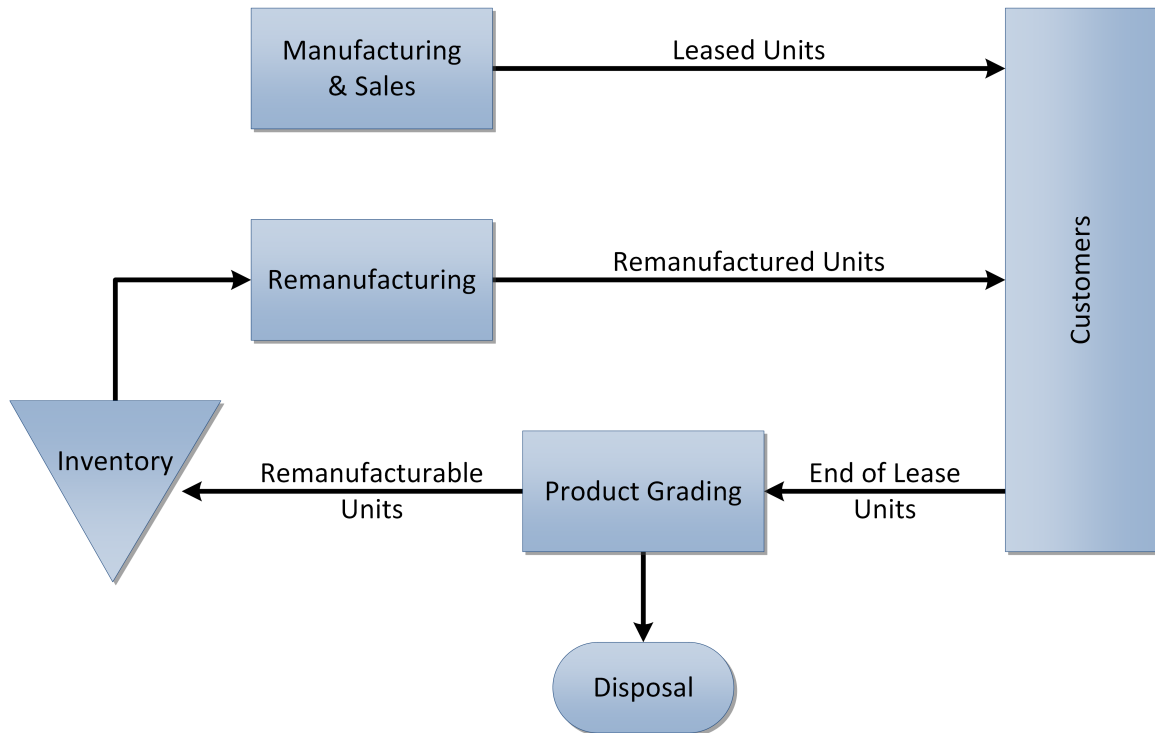 Manufacturing
& Sales
Leased Units
Remanufacturing
Remanufactured Units
Customers
Inventory
Remanufacturable
Units
Product Grading
End of Lease
Units
Disposal